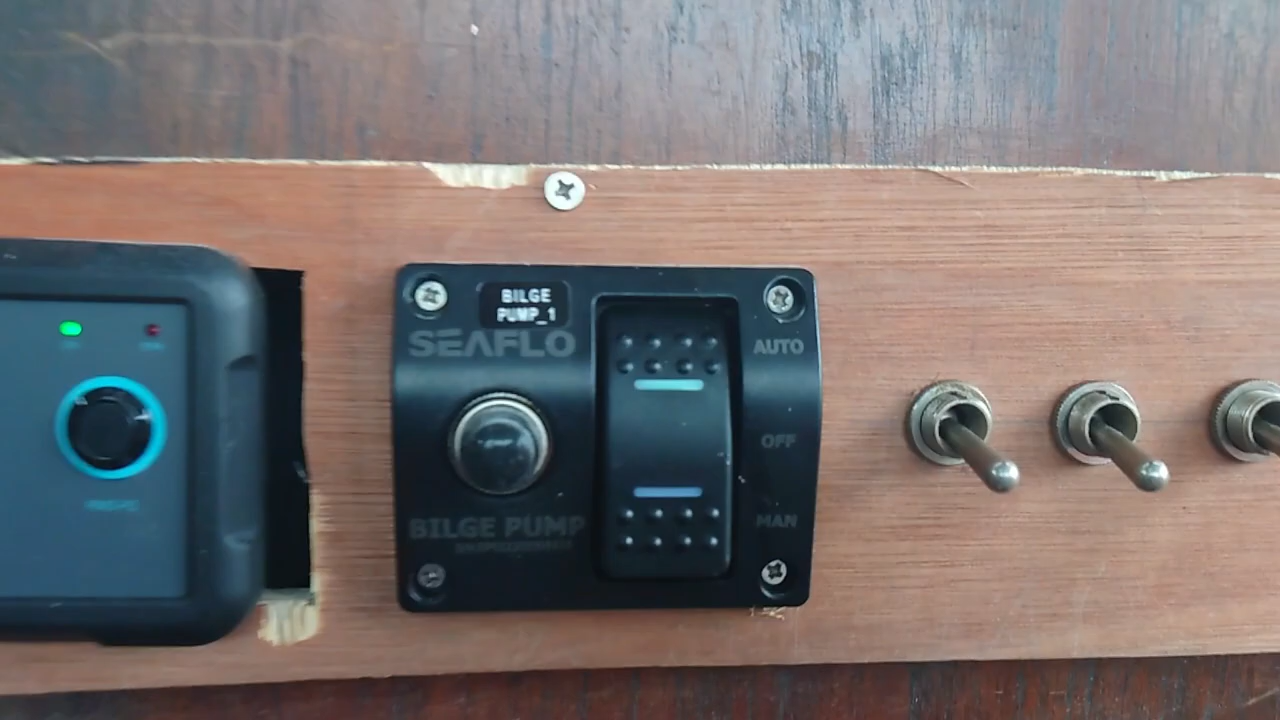 BILGE
PUMP_1
SEAFLO
AUTO
OFF
MAN
BILGE PUMP